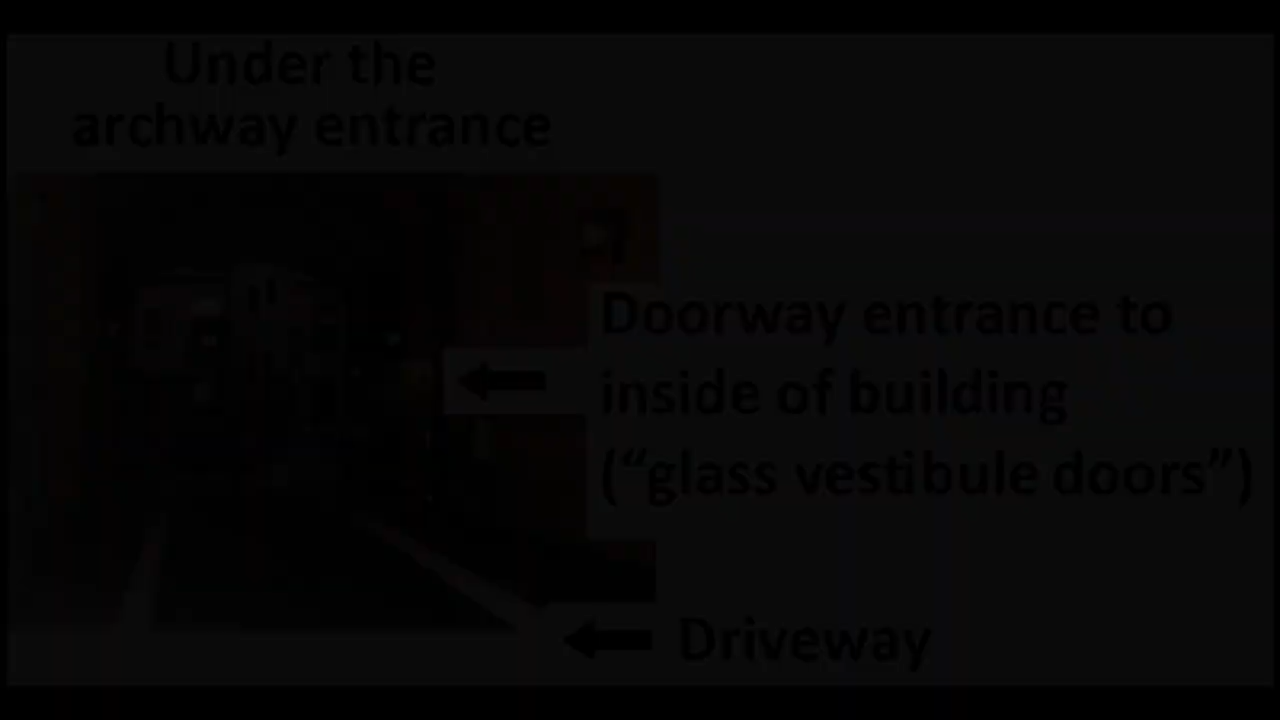 Under the
archway entrance
Doorway entrance to
inside of building
(“glass vestibule doors”)
Driveway